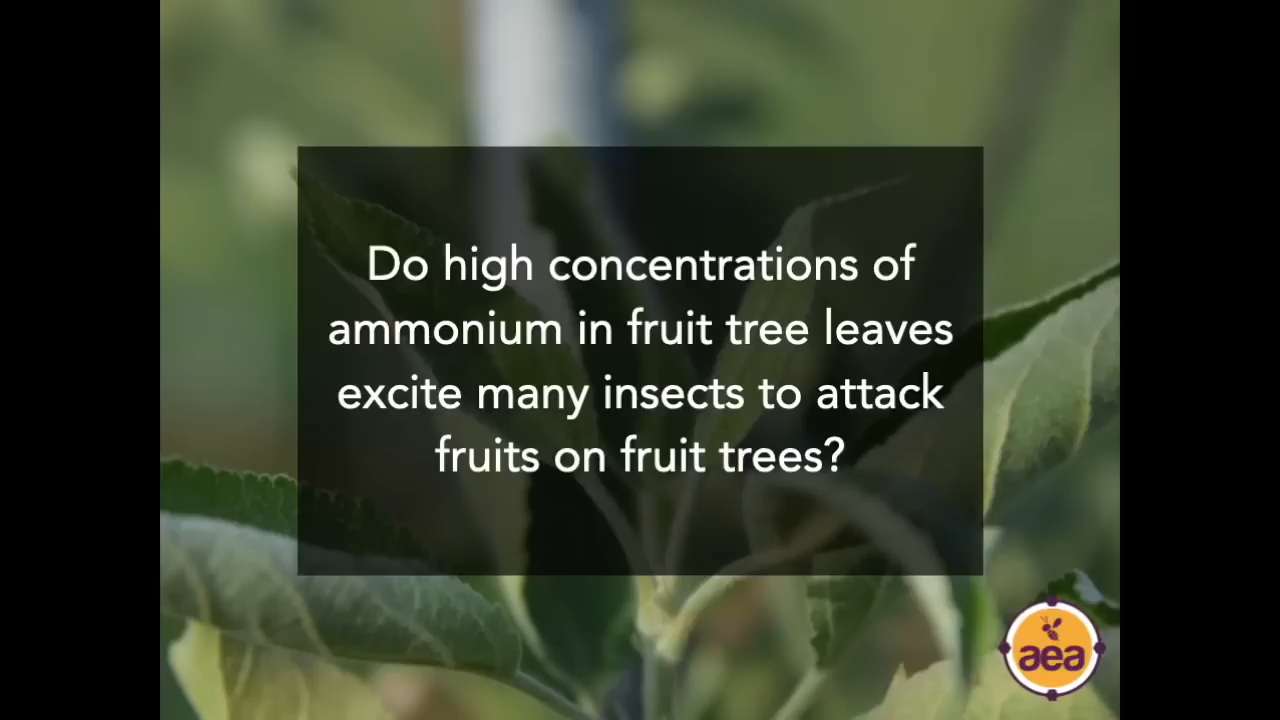 Do high concentrations of
ammonium in fruit tree leaves
excite many insects to attack
fruits on fruit trees?
aea